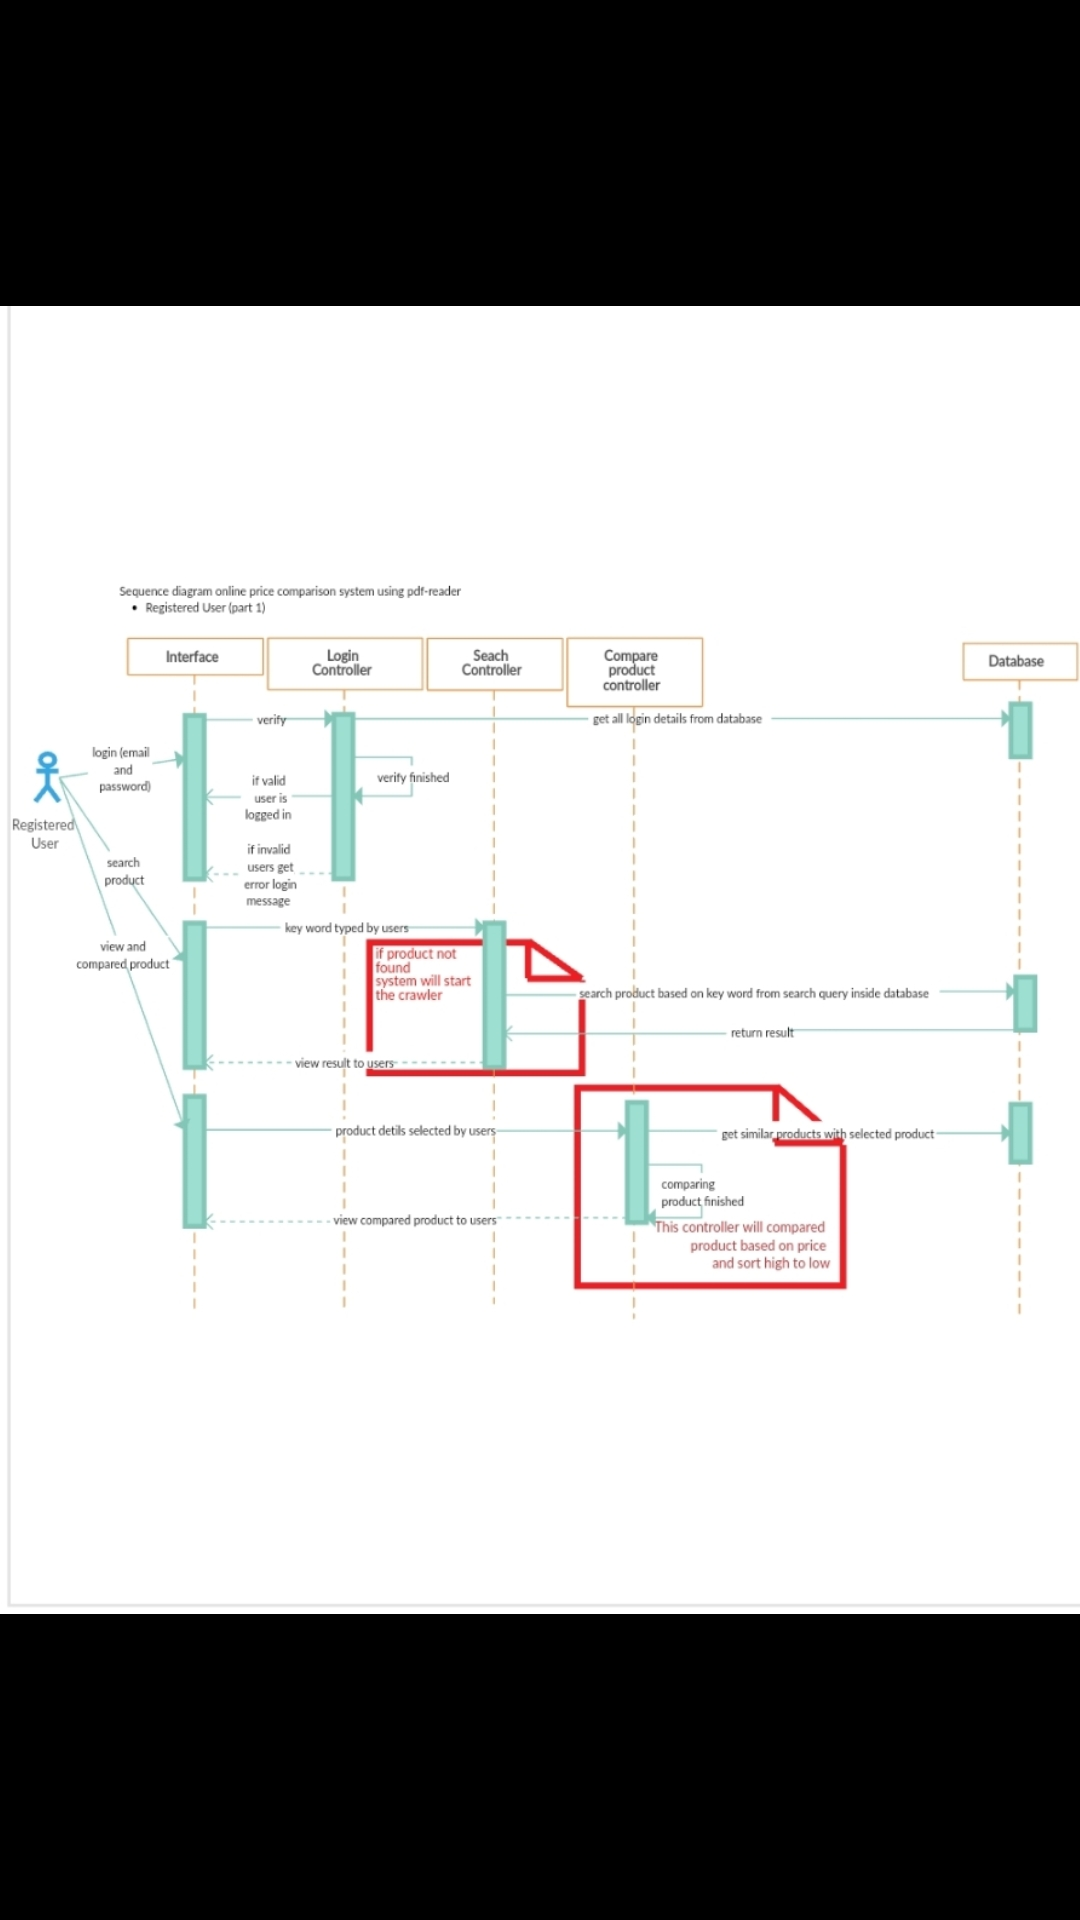 Sequence diagram online price comparison system using pdf-reader
• Registered User (part 1)
Interface
Login
Controller
Seach
Controller
Compare
product
controller
Database
verify
get all login details from database
login (email
and
password)
verify finished
if valid
user is
logged in
Registered
User
if invalid
users get
error login
message
search
product
key word typed by users
view and
compared product
if product not
found
system will start
the crawler
search product based on key word from search query inside database
return result
view result to users
product detils selected by users
get similar products with selected product
comparing
product finished
view compared product to users
This controller will compared
product based on price
and sort high to low